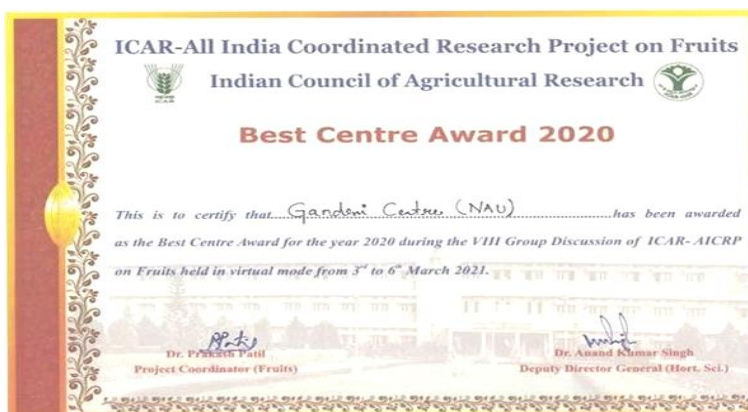 ICAR-All India Coordinated Research Project on Fruits
Indian Council of Agricultural Research
ICAR
Best Centre Award 2020
This is to certify that Gandevi Centre (NAU) has been awarded
as the Best Centre Award for the year 2020 during the VIII Group Discussion of ICAR- AICRP
on Fruits held in virtual mode from 3rd to 6th March 2021.
Dr. Prakash Patil
Project Coordinator (Fruits)
Dr. Anand Kumar Singh
Deputy Director General (Hort. Sci.)